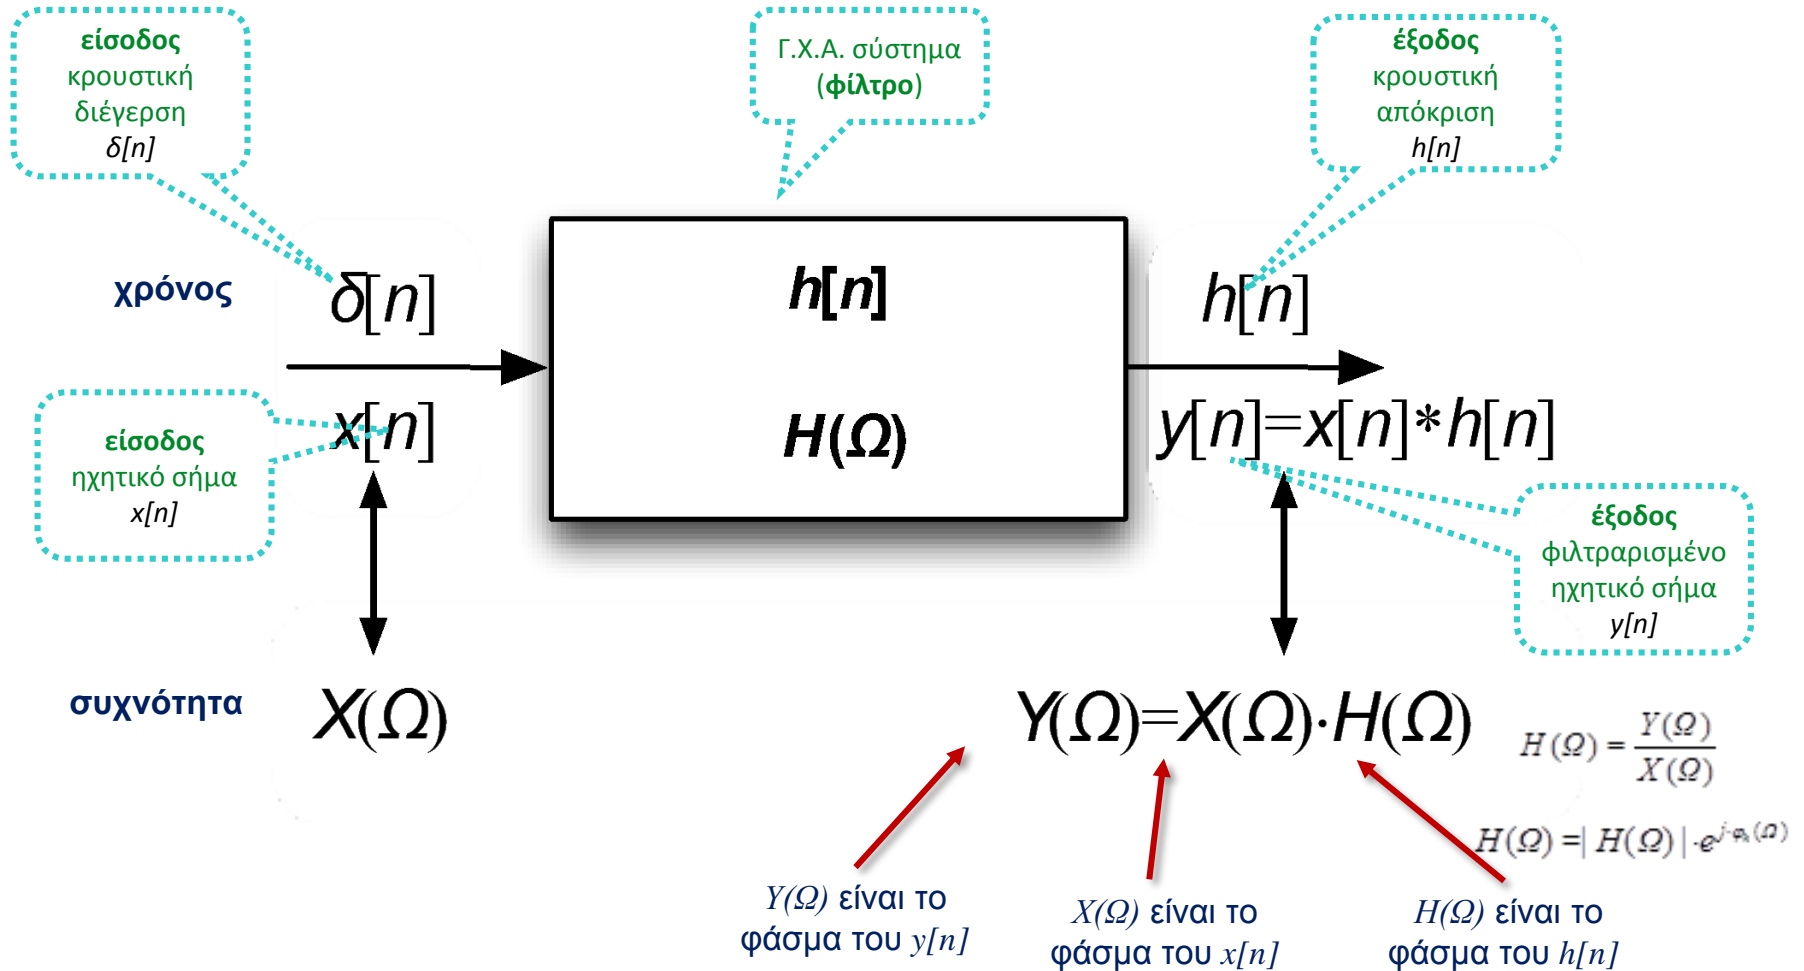 είσοδος
κρουστική
διέγερση
δ[n]
Γ.Χ.Α. σύστημα
(φίλτρο)
έξοδος
κρουστική
απόκριση
h[n]
χρόνος
δ[n]
h[n]
h[n]
είσοδος
ηχητικό σήμα
x[n]
x[n]
H(Ω)
y[n]=x[n]*h[n]
έξοδος
φιλτραρισμένο
ηχητικό σήμα
y[n]
συχνότητα
X(Ω)
Y(Ω)=X(Ω)·H(Ω)
H(Ω) = Y(Ω) / X(Ω)
H(Ω) =| H(Ω) | ·e^{j·φ_h(Ω)}
Y(Ω) είναι το
φάσμα του y[n]
X(Ω) είναι το
φάσμα του x[n]
H(Ω) είναι το
φάσμα του h[n]